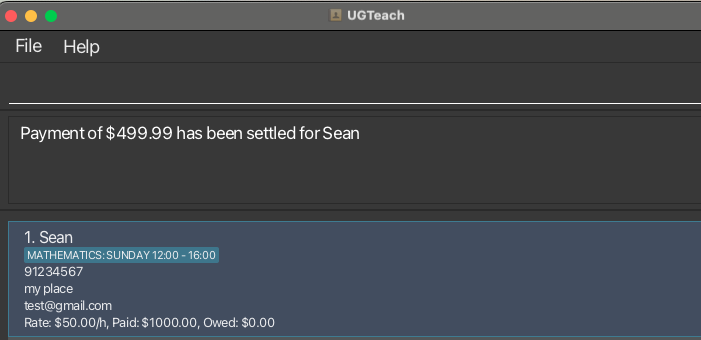 UGTeach
File Help
Payment of $499.99 has been settled for Sean
1. Sean
MATHEMATICS: SUNDAY 12:00 - 16:00
91234567
my place
test@gmail.com
Rate: $50.00/h, Paid: $1000.00, Owed: $0.00